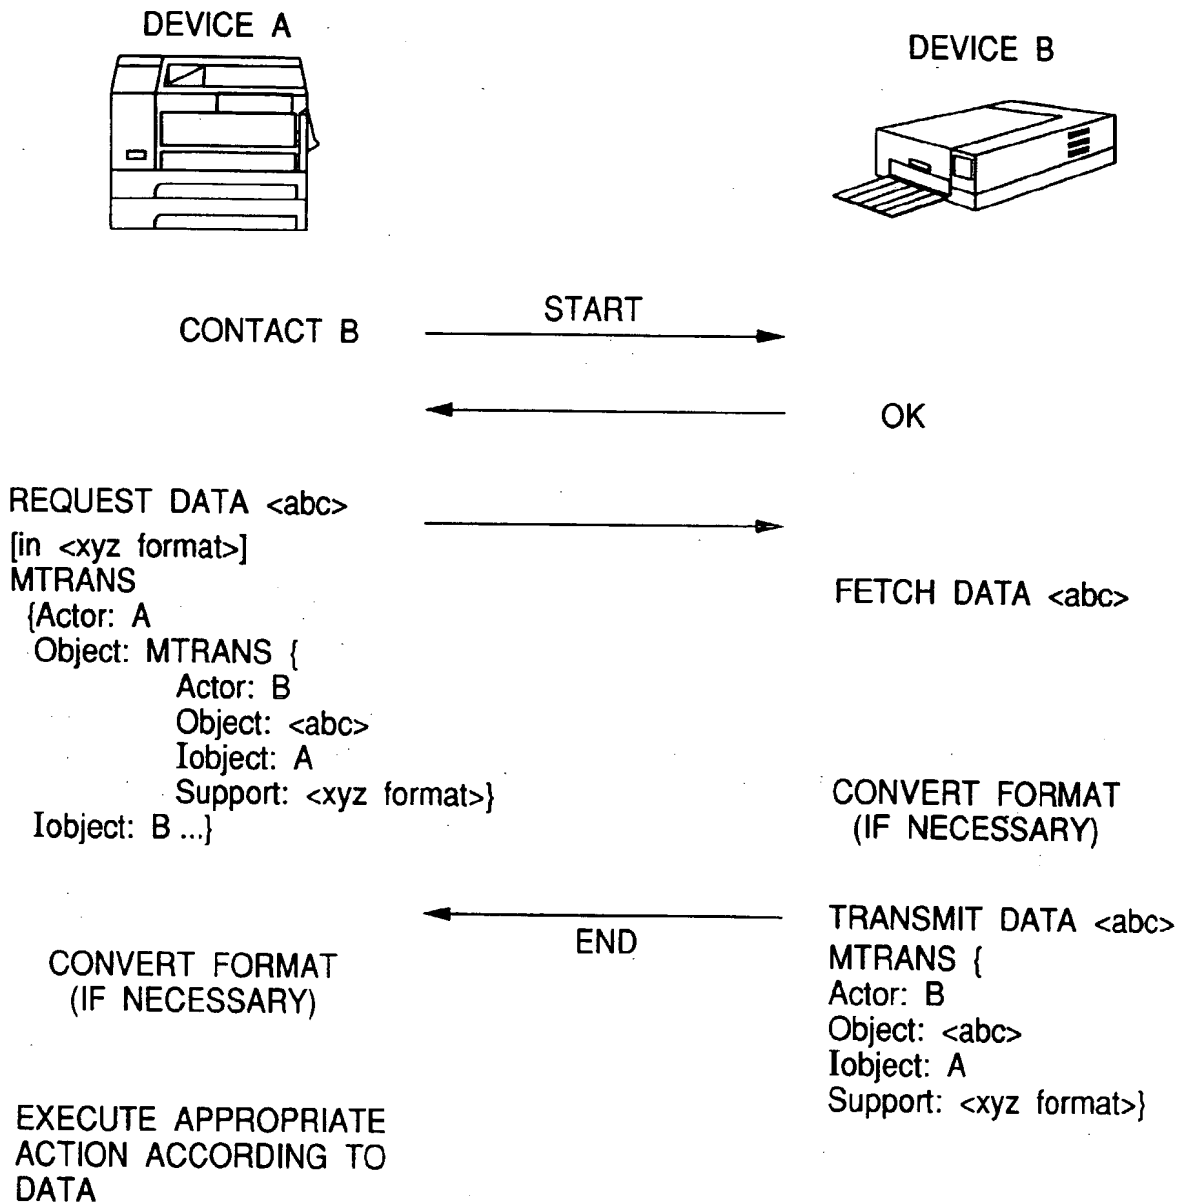 DEVICE A
DEVICE B
START
CONTACT B
OK
REQUEST DATA <abc>
[in <xyz format>]
MTRANS
{Actor: A
Object: MTRANS {
Actor: B
Object: <abc>
Iobject: A
Support: <xyz format>}
Iobject: B ...}
FETCH DATA <abc>
CONVERT FORMAT
(IF NECESSARY)
END
TRANSMIT DATA <abc>
MTRANS {
Actor: B
Object: <abc>
Iobject: A
Support: <xyz format>}
CONVERT FORMAT
(IF NECESSARY)
EXECUTE APPROPRIATE
ACTION ACCORDING TO
DATA